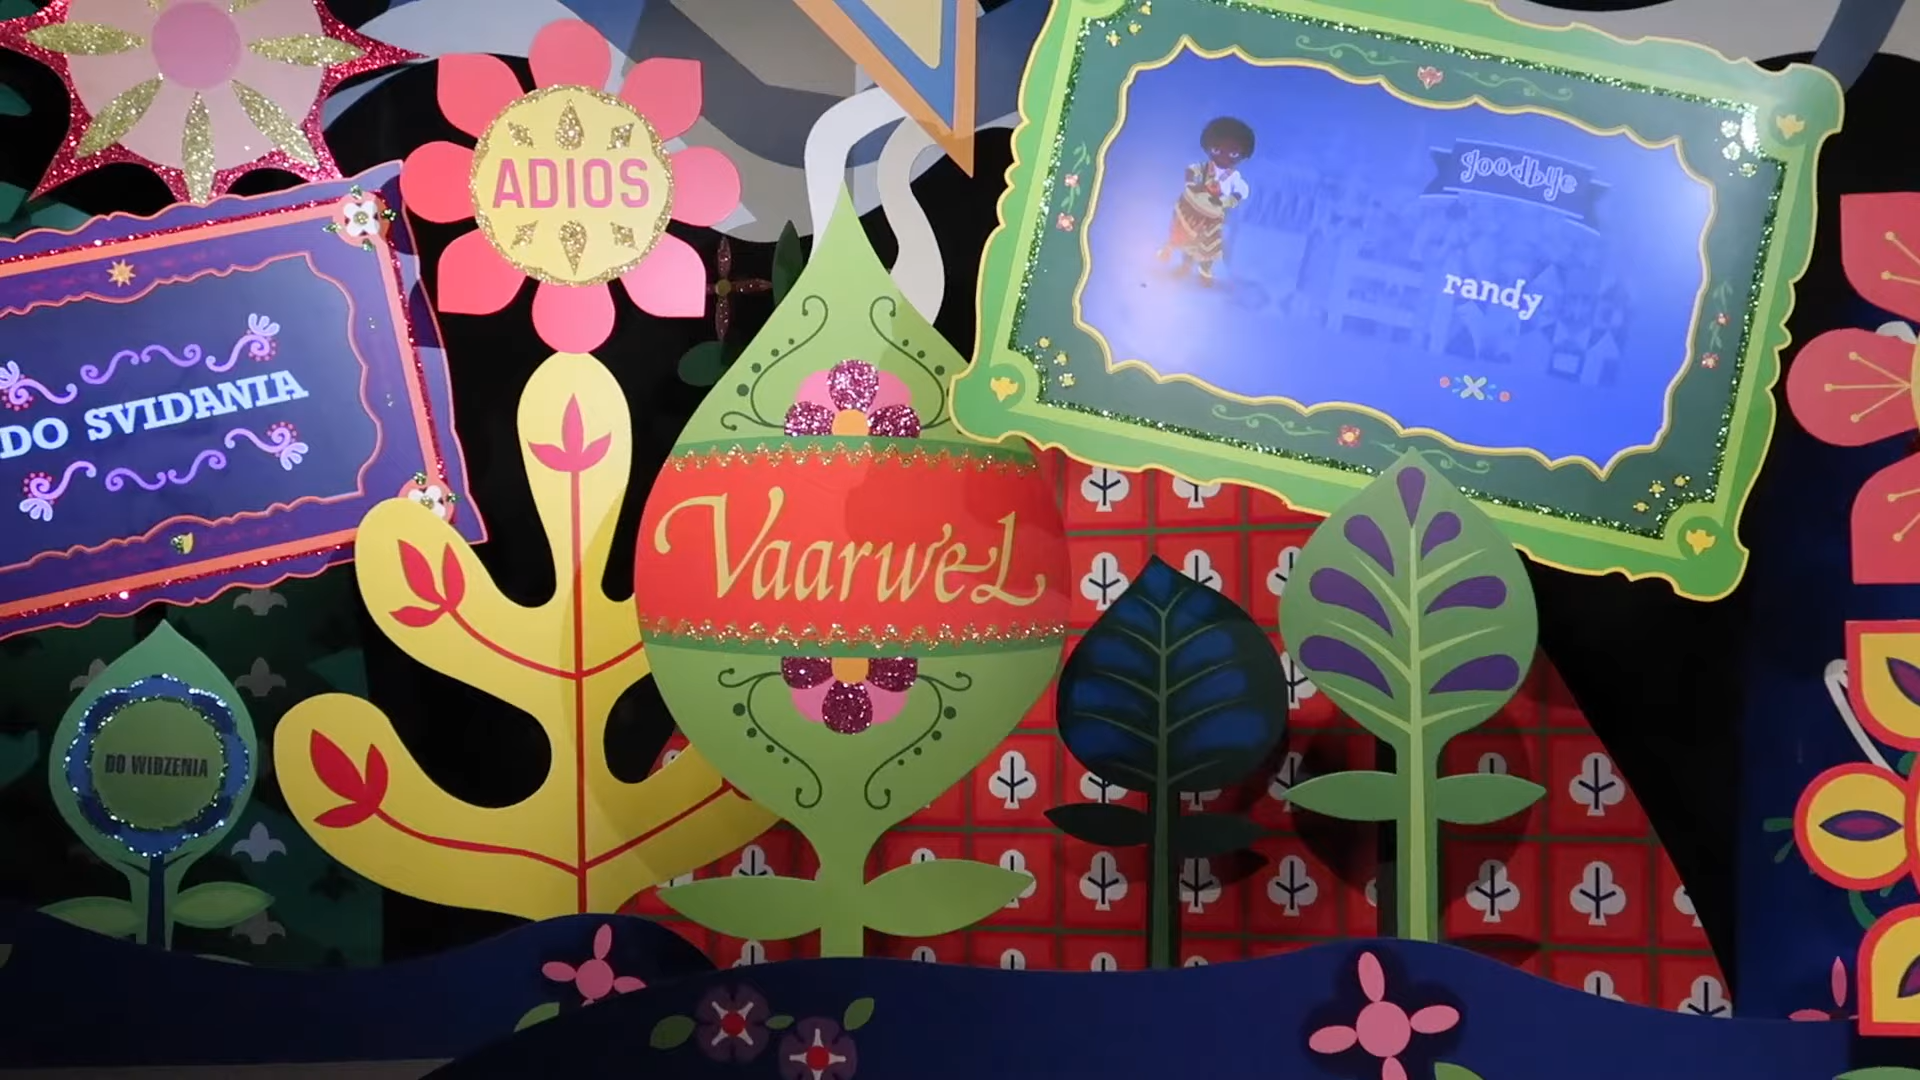 ADIOS
goodbye
randy
DO SVIDANIA
Vaarwel
DO WIDZENIA